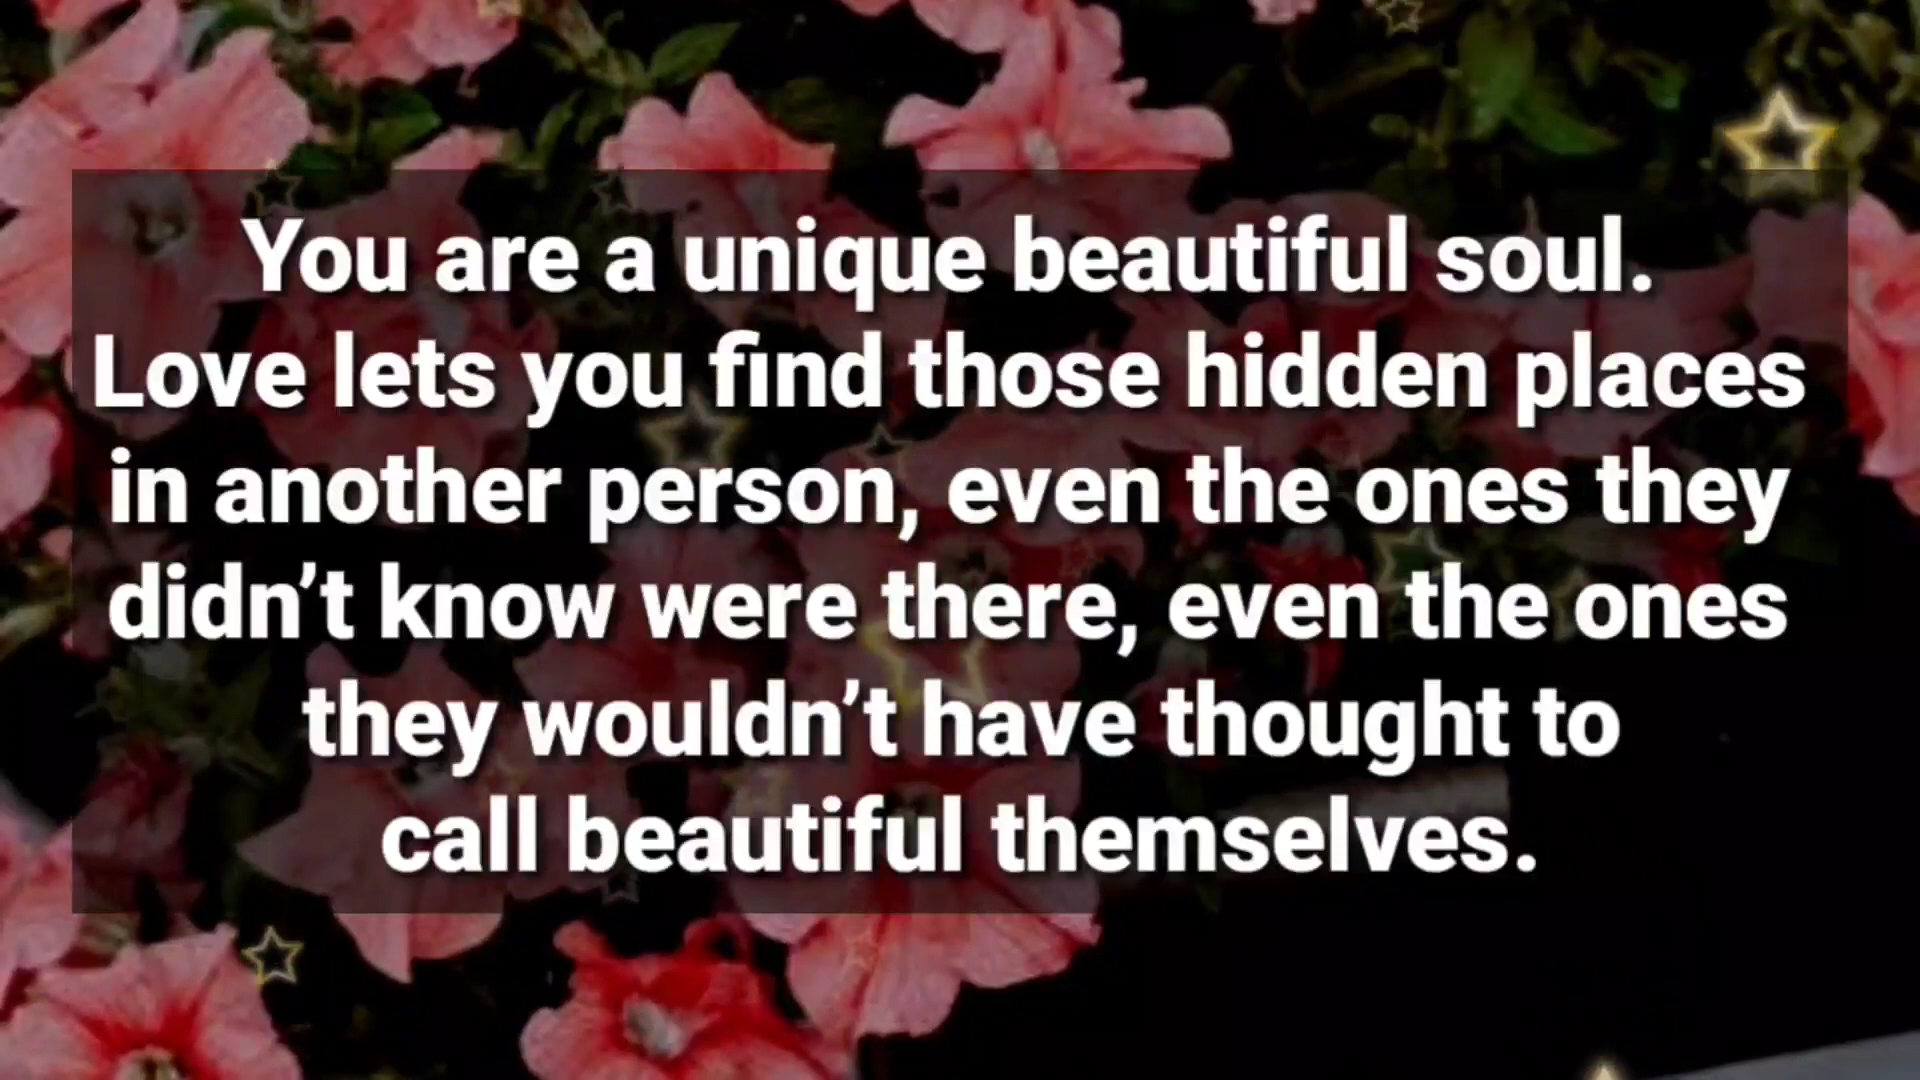 You are a unique beautiful soul.
Love lets you find those hidden places
in another person, even the ones they
didn’t know were there, even the ones
they wouldn’t have thought to
call beautiful themselves.